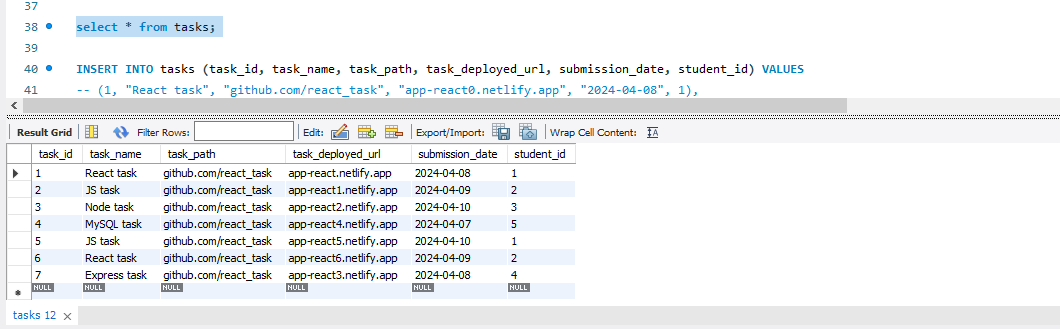 37
38 select * from tasks;
39
40 INSERT INTO tasks (task_id, task_name, task_path, task_deployed_url, submission_date, student_id) VALUES
41 -- (1, "React task", "github.com/react_task", "app-react0.netlify.app", "2024-04-08", 1),
Result Grid Filter Rows: Edit: Export/Import: Wrap Cell Content: IA
task_id task_name task_path task_deployed_url submission_date student_id
1 React task github.com/react_task app-react.netlify.app 2024-04-08 1
2 JS task github.com/react_task app-react1.netlify.app 2024-04-09 2
3 Node task github.com/react_task app-react2.netlify.app 2024-04-10 3
4 MySQL task github.com/react_task app-react4.netlify.app 2024-04-07 5
5 JS task github.com/react_task app-react5.netlify.app 2024-04-10 1
6 React task github.com/react_task app-react6.netlify.app 2024-04-09 2
7 Express task github.com/react_task app-react3.netlify.app 2024-04-08 4
NULL NULL NULL NULL NULL NULL
tasks 12